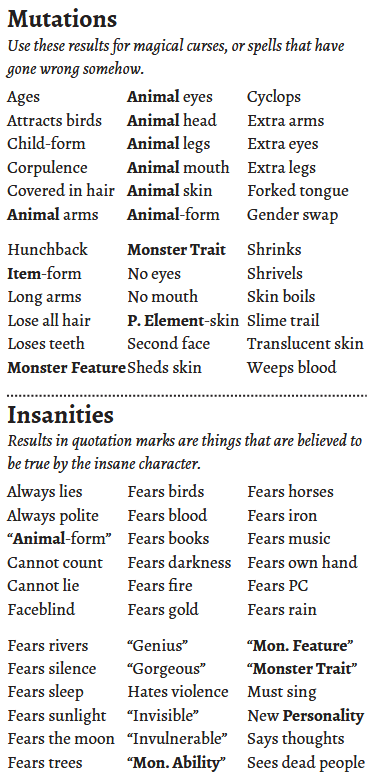 Mutations
Use these results for magical curses, or spells that have
gone wrong somehow.
Ages Animal eyes Cyclops
Attracts birds Animal head Extra arms
Child-form Animal legs Extra eyes
Corpulence Animal mouth Extra legs
Covered in hair Animal skin Forked tongue
Animal arms Animal-form Gender swap
Hunchback Monster Trait Shrinks
Item-form No eyes Shrivels
Long arms No mouth Skin boils
Lose all hair P. Element-skin Slime trail
Loses teeth Second face Translucent skin
Monster Feature Sheds skin Weeps blood
Insanities
Results in quotation marks are things that are believed to
be true by the insane character.
Always lies Fears birds Fears horses
Always polite Fears blood Fears iron
“Animal-form” Fears books Fears music
Cannot count Fears darkness Fears own hand
Cannot lie Fears fire Fears PC
Faceblind Fears gold Fears rain
Fears rivers “Genius” “Mon. Feature”
Fears silence “Gorgeous” “Monster Trait”
Fears sleep Hates violence Must sing
Fears sunlight “Invisible” New Personality
Fears the moon “Invulnerable” Says thoughts
Fears trees “Mon. Ability” Sees dead people